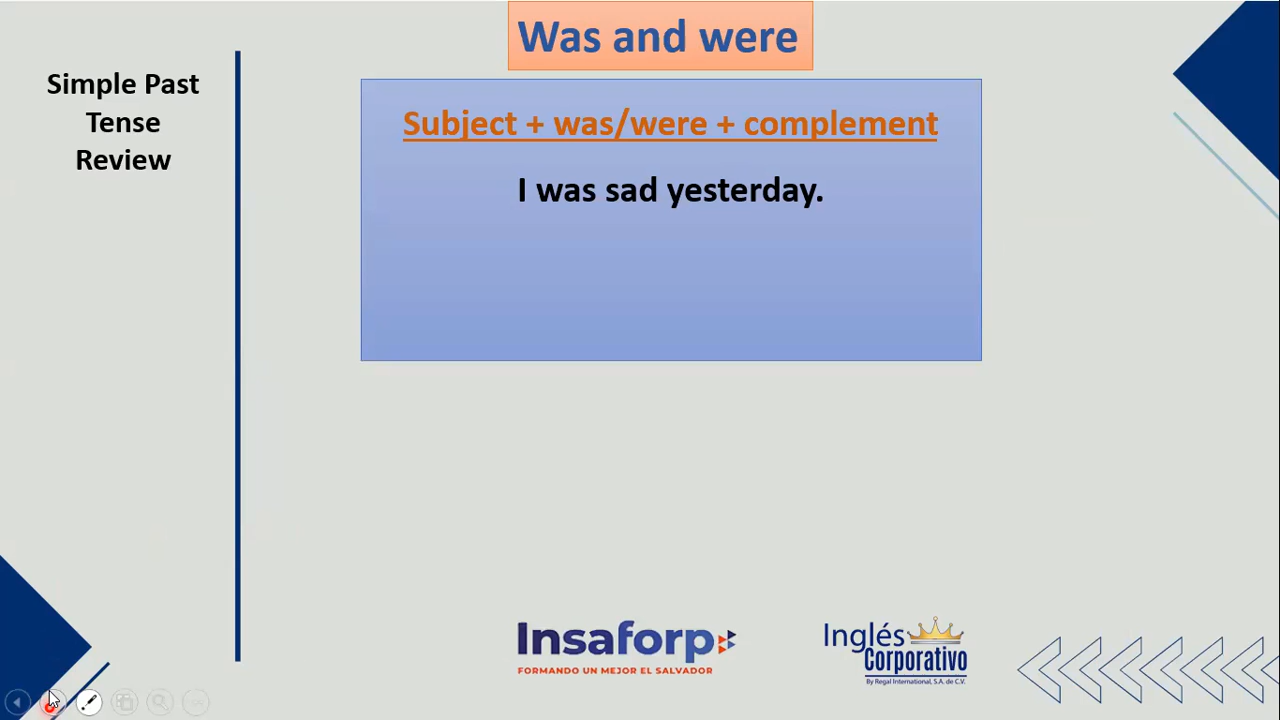 Was and were
Simple Past
Tense
Review
Subject + was/were + complement
I was sad yesterday.
Insaforp
FORMANDO UN MEJOR EL SALVADOR
Inglés
Corporativo
By Regal International, S.A. de C.V.